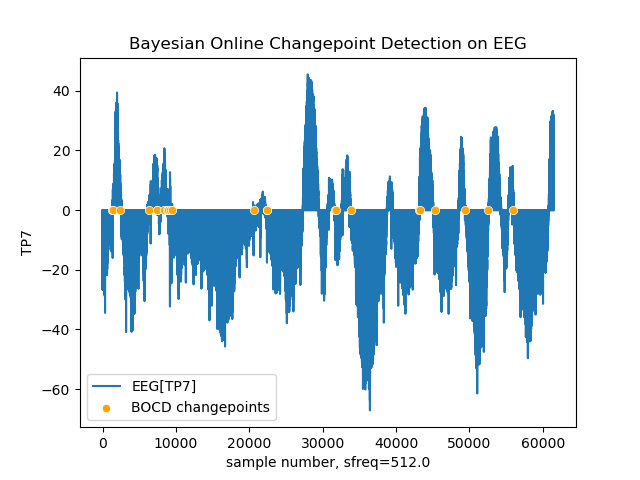 Bayesian Online Changepoint Detection on EEG
TP7
40
20
0
−20
−40
−60
EEG[TP7]
BOCD changepoints
0 10000 20000 30000 40000 50000 60000
sample number, sfreq=512.0